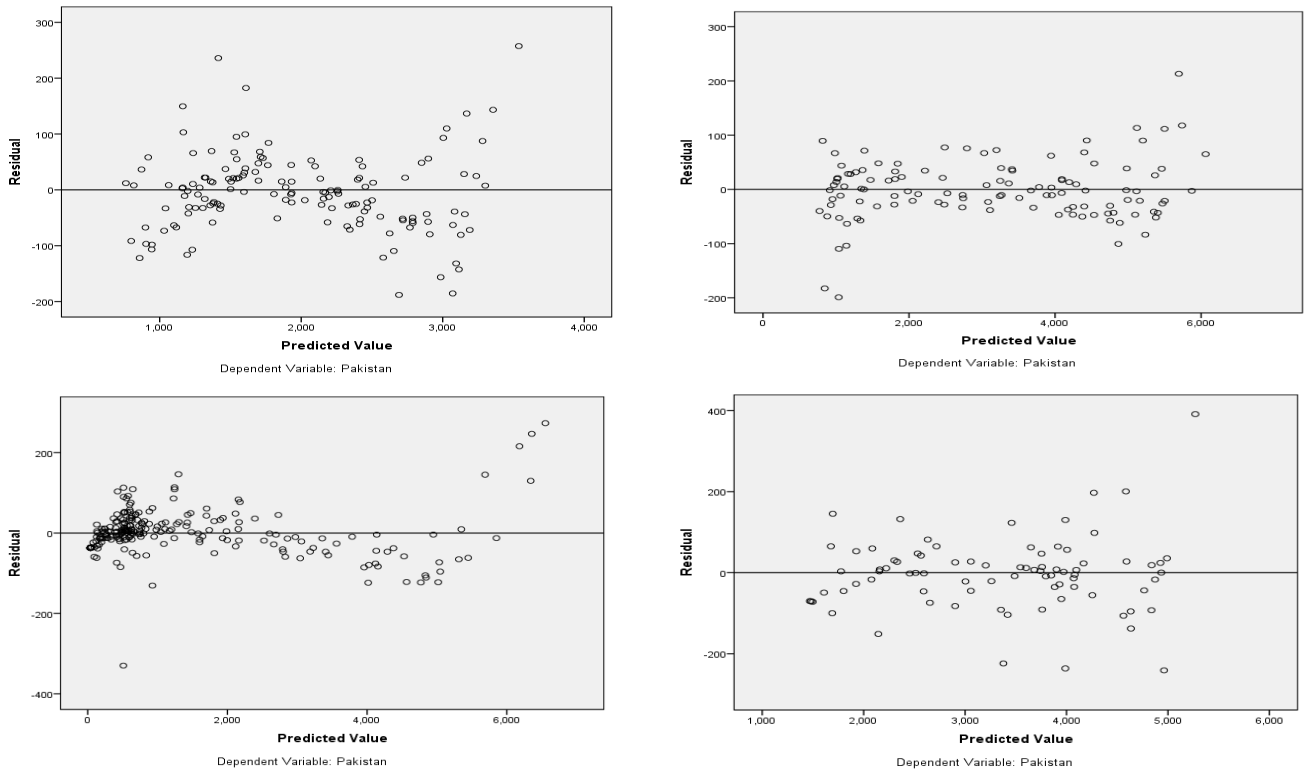 300
200
100
0
-100
-200
Residual
1,000 2,000 3,000 4,000
Predicted Value
Dependent Variable: Pakistan
300
200
100
0
-100
-200
Residual
0 2,000 4,000 6,000
Predicted Value
Dependent Variable: Pakistan
200
0
-200
-400
Residual
0 2,000 4,000 6,000
Predicted Value
Dependent Variable: Pakistan
400
200
0
-200
Residual
1,000 2,000 3,000 4,000 5,000 6,000
Predicted Value
Dependent Variable: Pakistan